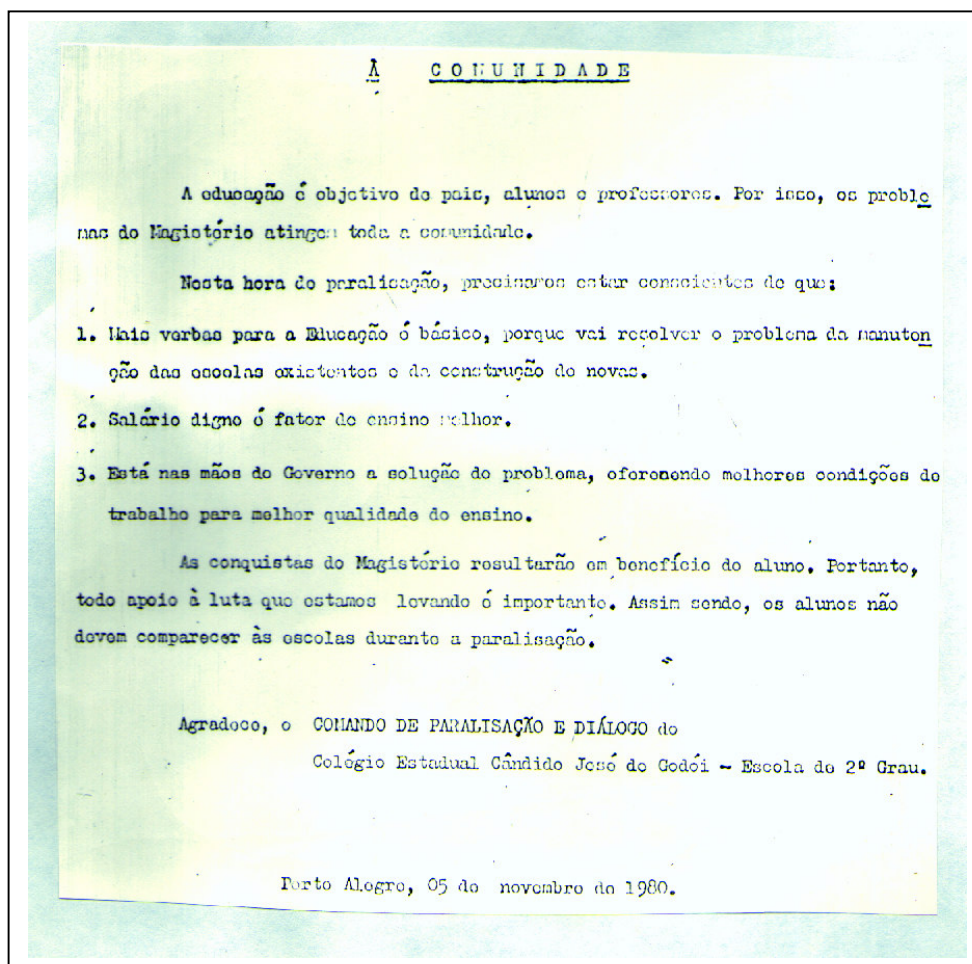 À COMUNIDADE
A educação é objetivo de pais, alunos e professores. Por isso, os proble
mas do Magistério atingem toda a comunidade.
Nesta hora de paralisação, precisamos estar conscientes de que:
1. Mais verbas para a Educação é básico, porque vai resolver o problema da manuten
ção das escolas existentes e da construção de novas.
2. Salário digno é fator de ensino melhor.
3. Está nas mãos do Governo a solução do problema, oferecendo melhores condições de
trabalho para melhor qualidade do ensino.
As conquistas do Magistério resultarão em benefício do aluno. Portanto,
todo apoio à luta que estamos levando é importante. Assim sendo, os alunos não
devem comparecer às escolas durante a paralisação.
Agradece, o COMANDO DE PARALISAÇÃO E DIÁLOGO do
Colégio Estadual Cândido José de Godói - Escola de 2º Grau.
Porto Alegre, 05 de novembro de 1980.